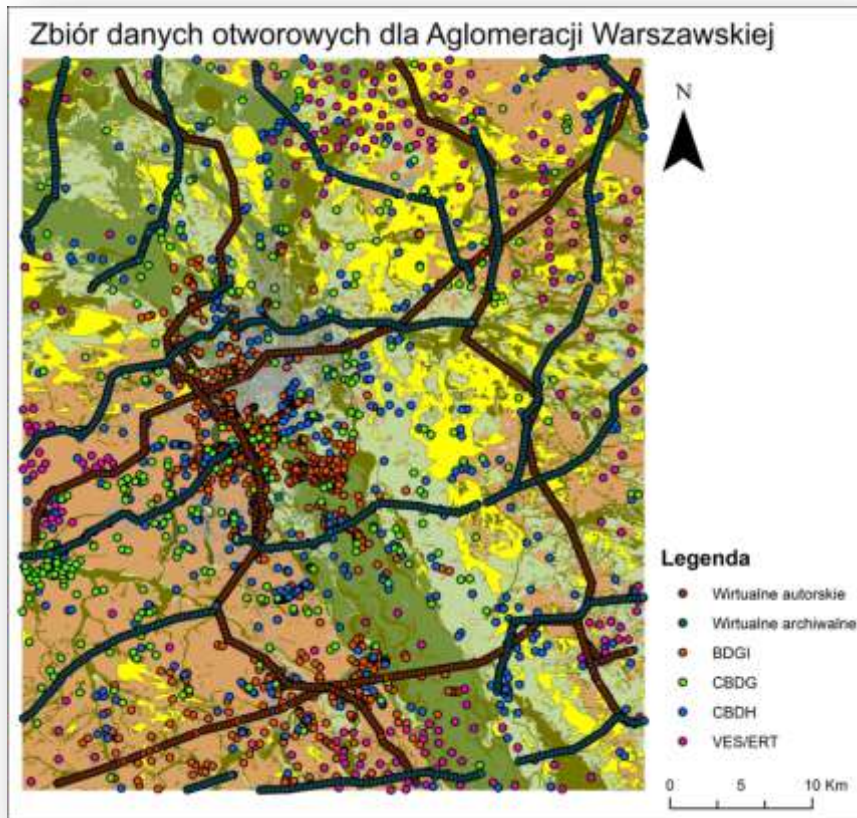 Zbiór danych otworowych dla Aglomeracji Warszawskiej
N
Legenda
Wirtualne autorskie
Wirtualne archiwalne
BDGI
CBDG
CBDH
VES/ERT
0 5 10 Km